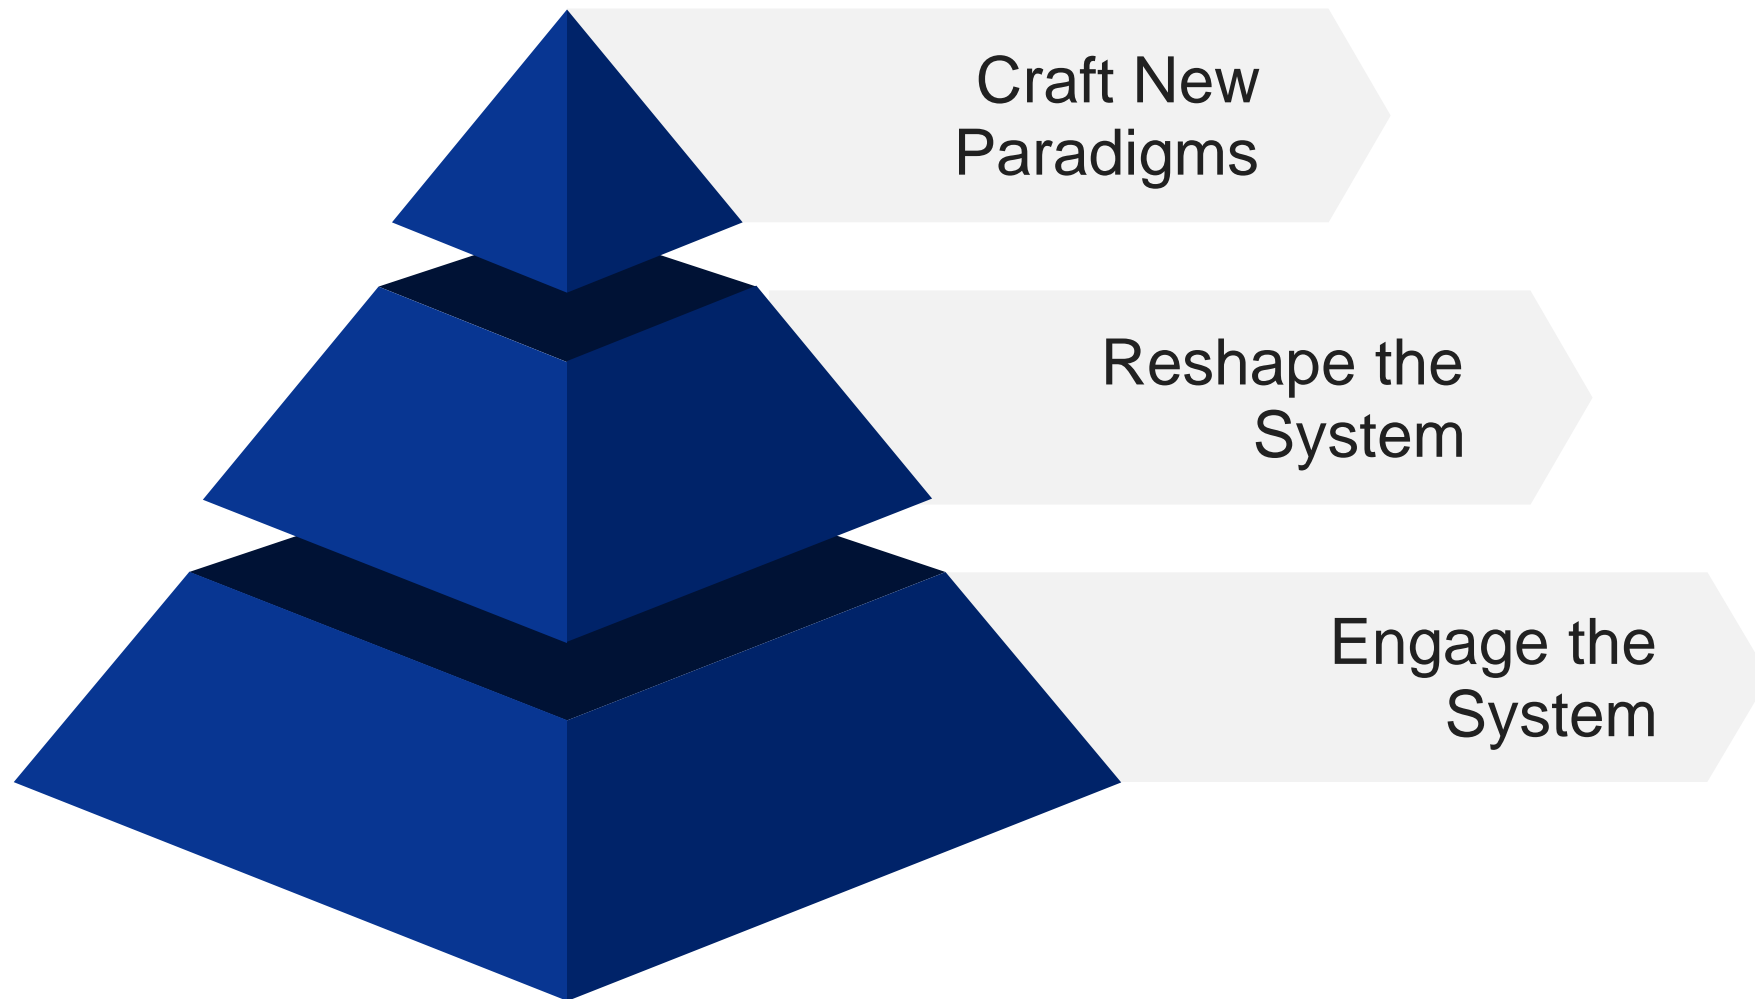 Craft New
Paradigms
Reshape the
System
Engage the
System